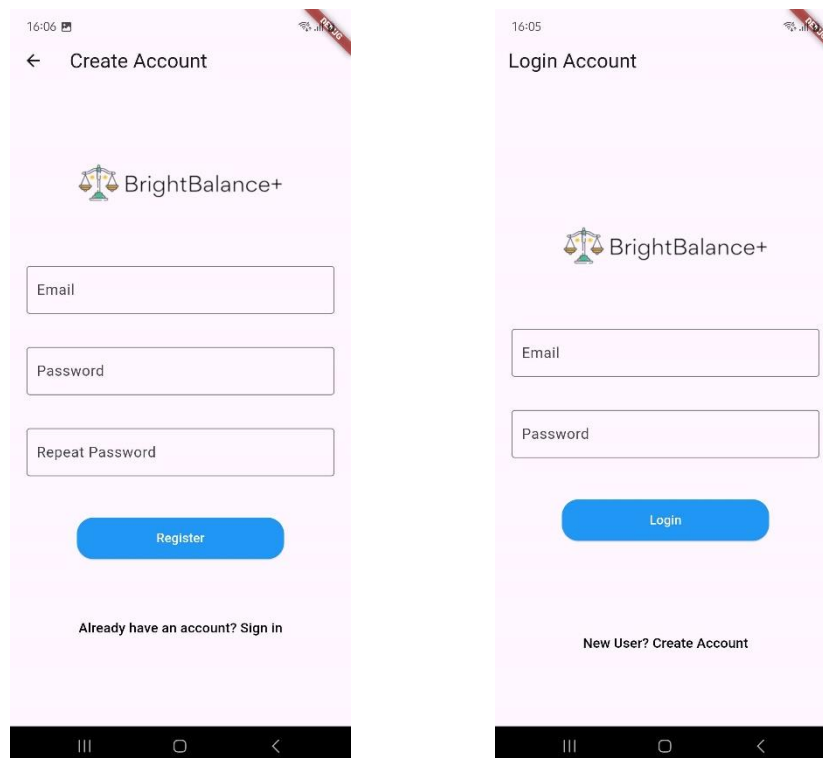 16:06
Create Account
BrightBalance+
Email
Password
Repeat Password
Register
Already have an account? Sign in
16:05
Login Account
BrightBalance+
Email
Password
Login
New User? Create Account